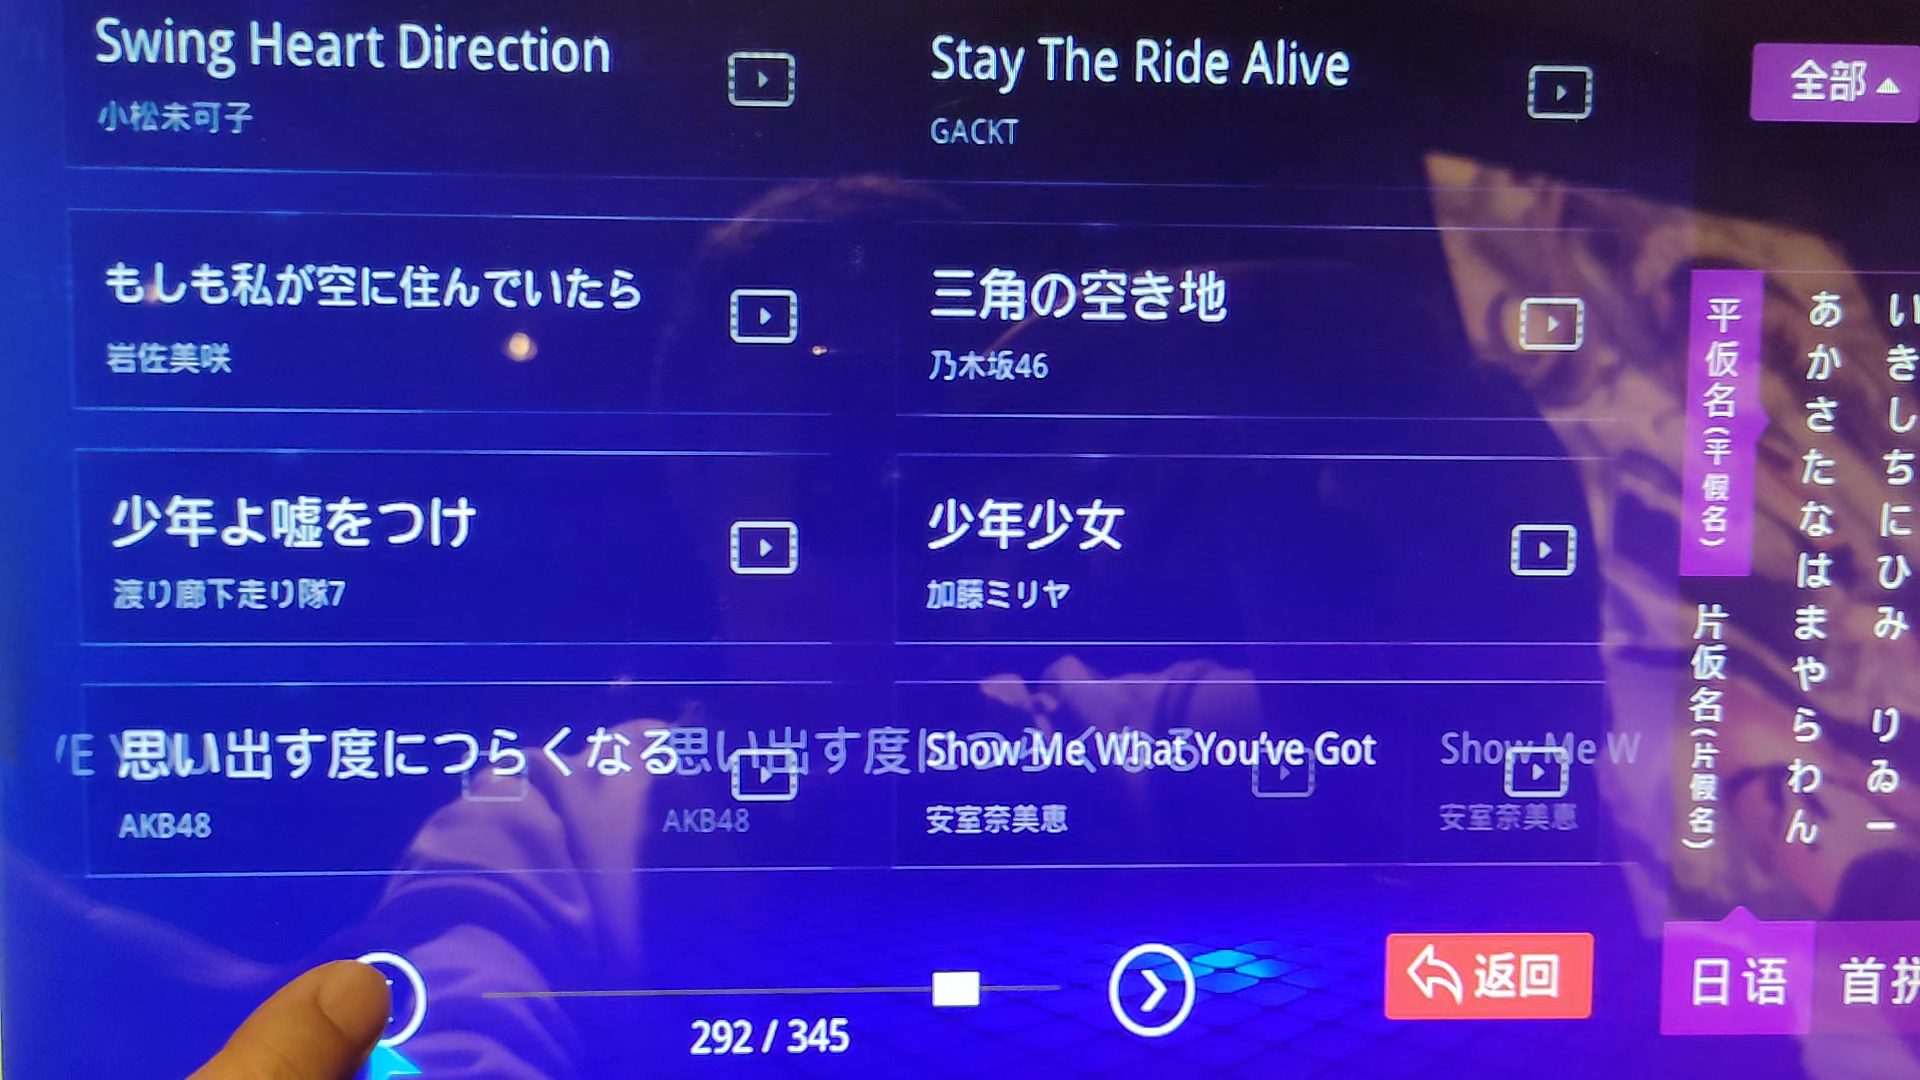 Swing Heart Direction
小松未可子
Stay The Ride Alive
GACKT
全部
もしも私が空に住んでいたら
岩佐美咲
三角の空き地
乃木坂46
少年よ嘘をつけ
渡り廊下走り隊7
少年少女
加藤ミリヤ
思い出す度につらくなる
AKB48
思い出す度につらくなる
AKB48
Show Me What You've Got
安室奈美恵
Show Me W
安室奈美恵
平仮名(平假名)
片仮名(片假名)
あかさたなはまやらわん
いきしちにひみ りゐー
292 / 345
返回
日语
首拼